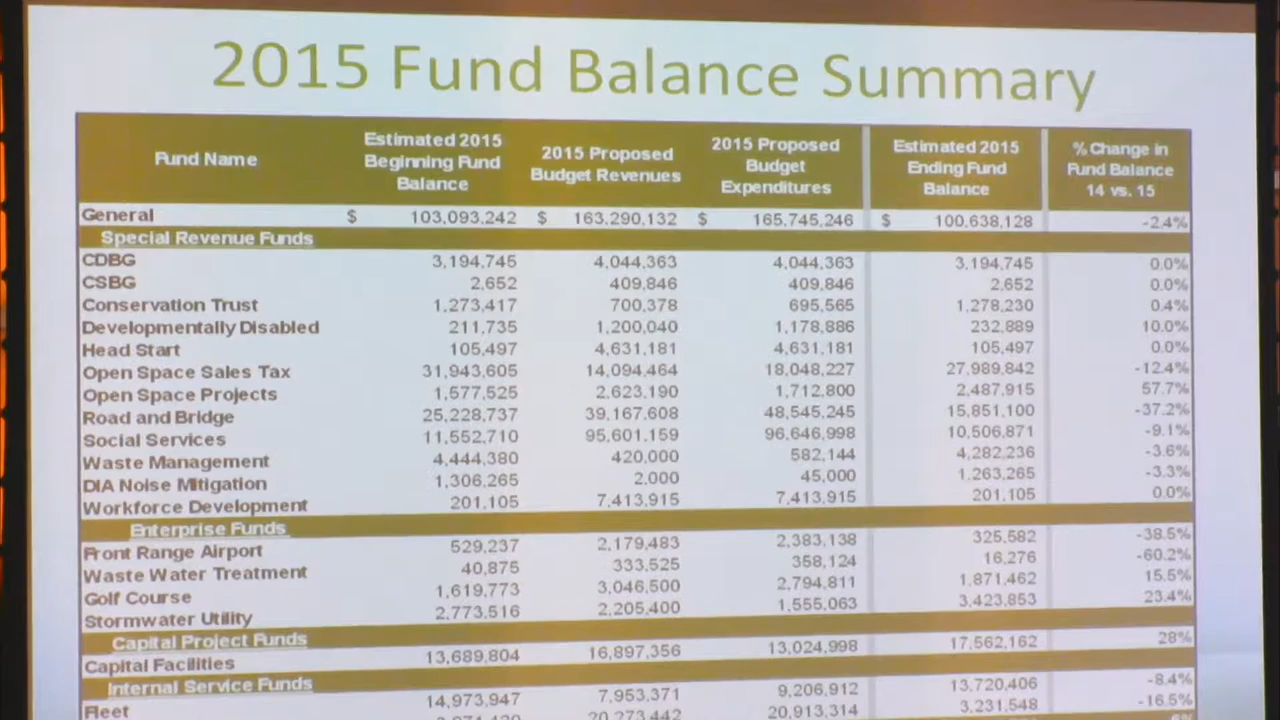 2015 Fund Balance Summary
Fund Name Estimated 2015 Beginning Fund Balance 2015 Proposed Budget Revenues 2015 Proposed Budget Expenditures Estimated 2015 Ending Fund Balance % Change in Fund Balance 14 vs. 15
General $ 103,093,242 $ 163,290,132 $ 165,745,246 $ 100,638,128 -2.4%
Special Revenue Funds
CDBG 3,194,745 4,044,363 4,044,363 3,194,745 0.0%
CSBG 2,652 409,846 409,846 2,652 0.0%
Conservation Trust 1,273,417 700,378 695,565 1,278,230 0.4%
Developmentally Disabled 211,735 1,200,040 1,178,886 232,889 10.0%
Head Start 105,497 4,631,181 4,631,181 105,497 0.0%
Open Space Sales Tax 31,943,605 14,094,464 18,048,227 27,989,842 -12.4%
Open Space Projects 1,577,525 2,623,190 1,712,800 2,487,915 57.7%
Road and Bridge 25,228,737 39,167,608 48,545,245 15,851,100 -37.2%
Social Services 11,552,710 95,601,159 96,646,998 10,506,871 -9.1%
Waste Management 4,444,380 420,000 582,144 4,282,236 -3.6%
DIA Noise Mitigation 1,306,265 2,000 45,000 1,263,265 -3.3%
Workforce Development 201,105 7,413,915 7,413,915 201,105 0.0%
Enterprise Funds
Front Range Airport 529,237 2,179,483 2,383,138 325,582 -38.5%
Waste Water Treatment 40,875 333,525 358,124 16,276 -60.2%
Golf Course 1,619,773 3,046,500 2,794,811 1,871,462 15.5%
Stormwater Utility 2,773,516 2,205,400 1,555,063 3,423,853 23.4%
Capital Project Funds
Capital Facilities 13,689,804 16,897,356 13,024,998 17,562,162 28%
Internal Service Funds
Fleet 14,973,947 7,953,371 9,206,912 13,720,406 -8.4%
20,273,442 20,913,314 3,231,548 -16.5%